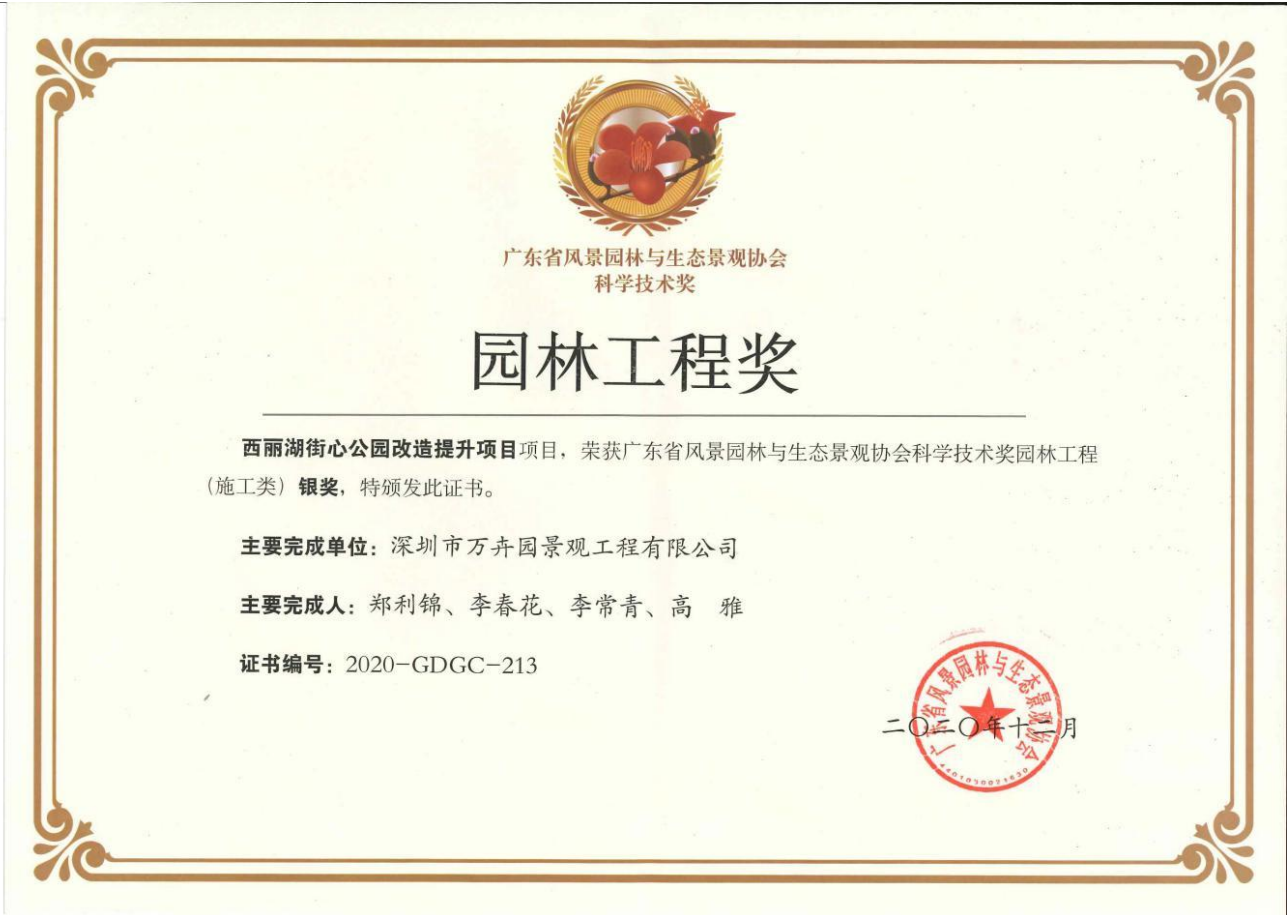 广东省风景园林与生态景观协会
科学技术奖
园林工程奖
西丽湖街心公园改造提升项目项目，荣获广东省风景园林与生态景观协会科学技术奖园林工程
（施工类）银奖，特颁发此证书。
主要完成单位：深圳市万卉园景观工程有限公司
主要完成人：郑利锦、李春花、李常青、高　雅
证书编号：2020-GDGC-213
广东省风景园林与生态景观协会
二〇二〇年十二月